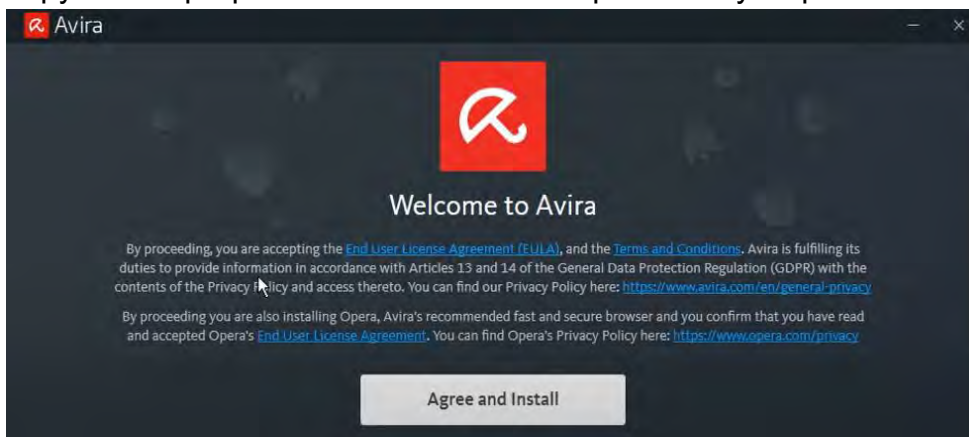 Avira
Welcome to Avira
By proceeding, you are accepting the End User License Agreement (EULA), and the Terms and Conditions. Avira is fulfilling its
duties to provide information in accordance with Articles 13 and 14 of the General Data Protection Regulation (GDPR) with the
contents of the Privacy Policy and access thereto. You can find our Privacy Policy here: https://www.avira.com/en/general-privacy
By proceeding you are also installing Opera, Avira's recommended fast and secure browser and you confirm that you have read
and accepted Opera's End User License Agreement. You can find Opera's Privacy Policy here: https://www.opera.com/privacy
Agree and Install